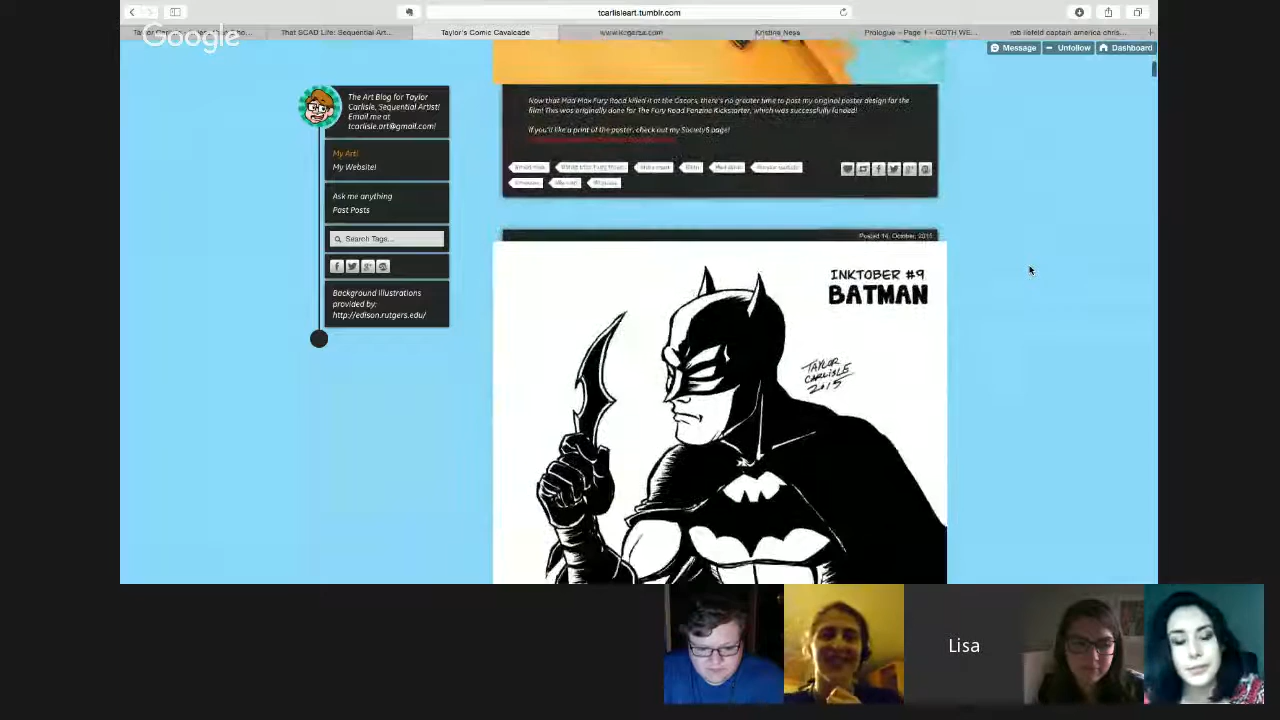 tcarlisleart.tumblr.com
That SCAD Life: Sequential Art...
Taylor's Comic Cavalcade
Kristine Ness
Prologue – Page 1 – GOTH WE...
rob liefeld captain america chris...
Google
Message
Unfollow
Dashboard
The Art Blog for Taylor
Carlisle, Sequential Artist!
Email me at
tcarlisle.art@gmail.com!
My Art!
My Website!
Ask me anything
Past Posts
Search Tags...
Background Illustrations
provided by:
http://edison.rutgers.edu/
Now that Mad Max Fury Road killed it at the Oscars, there's no greater time to post my original poster design for the
film! This was originally done for The Fury Road Fanzine Kickstarter, which was successfully funded!
If you'll like a print of the poster, check out my Society6 page!
Posted 14, October, 2015
INKTOBER #9
BATMAN
TAYLOR
CARLISLE
2015
Lisa